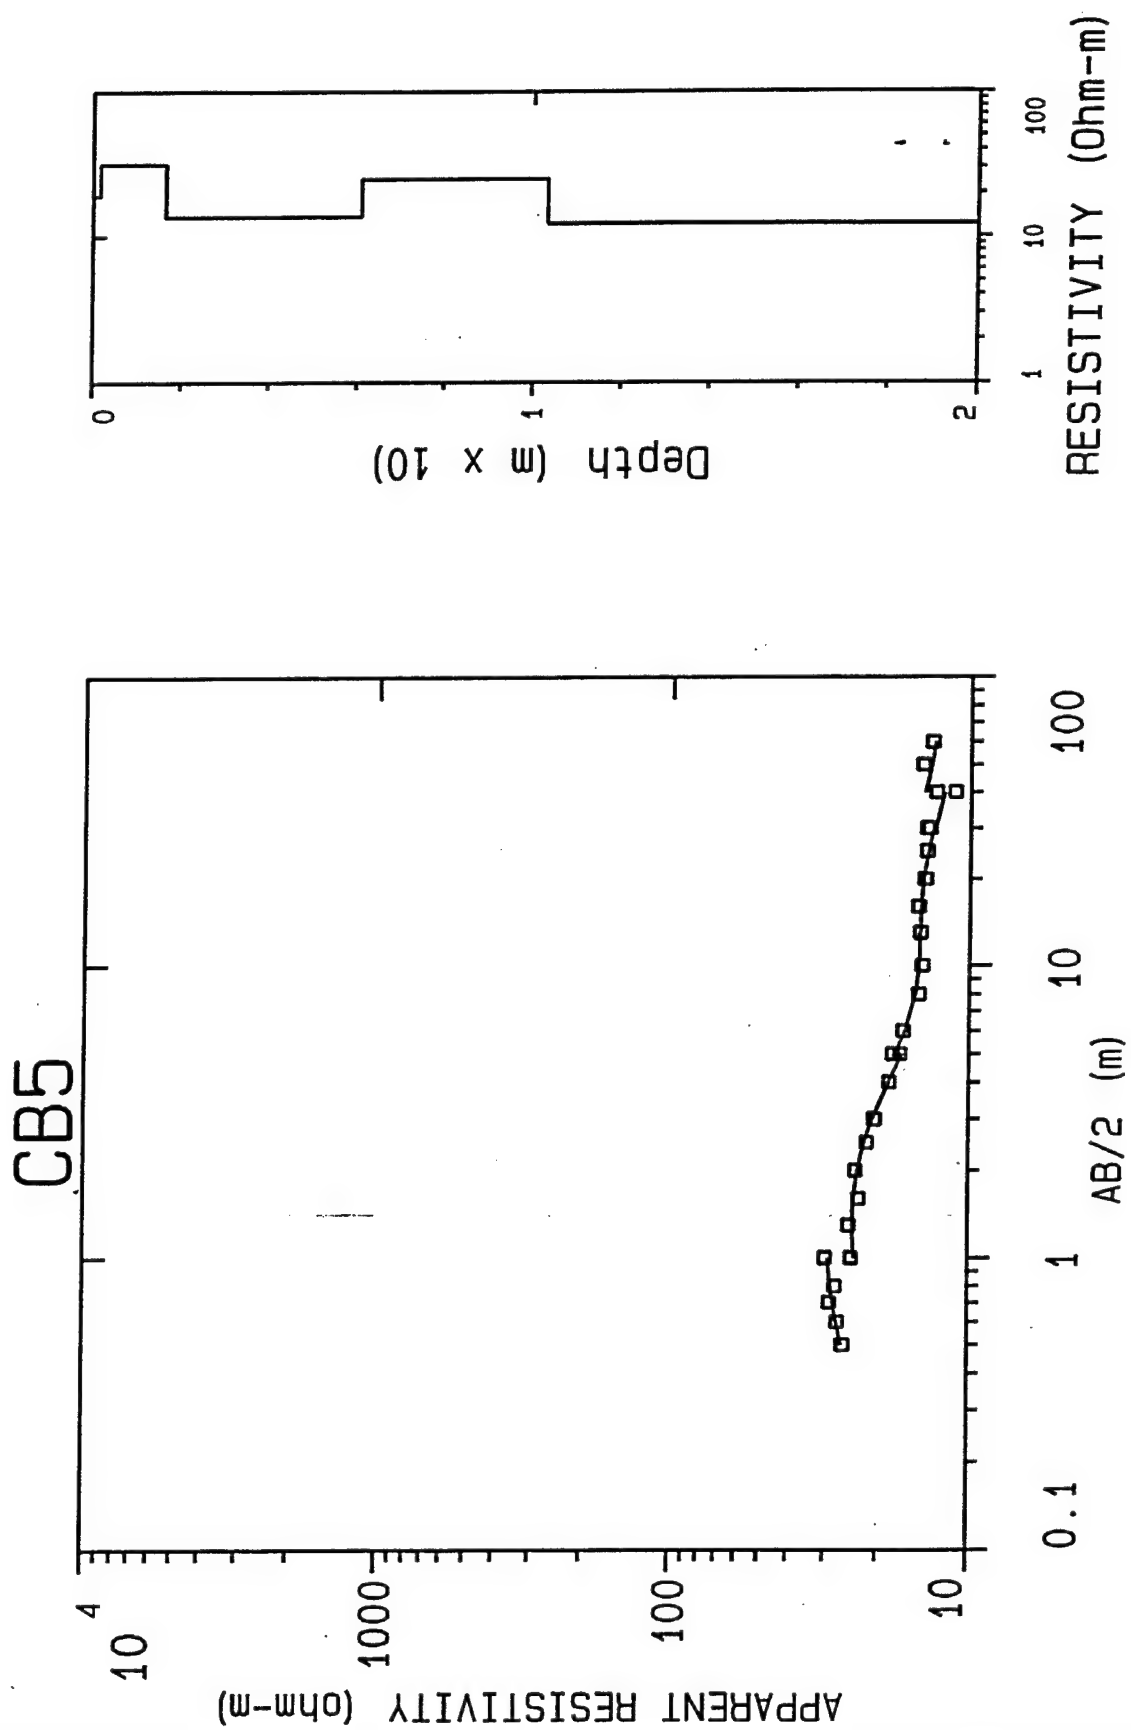 CB5
10 4
1000
100
10
APPARENT RESISTIVITY (ohm-m)
0.1 1 10 100
AB/2 (m)
0
1
2
Depth (m x 10)
1 10 100
RESISTIVITY (Ohm-m)